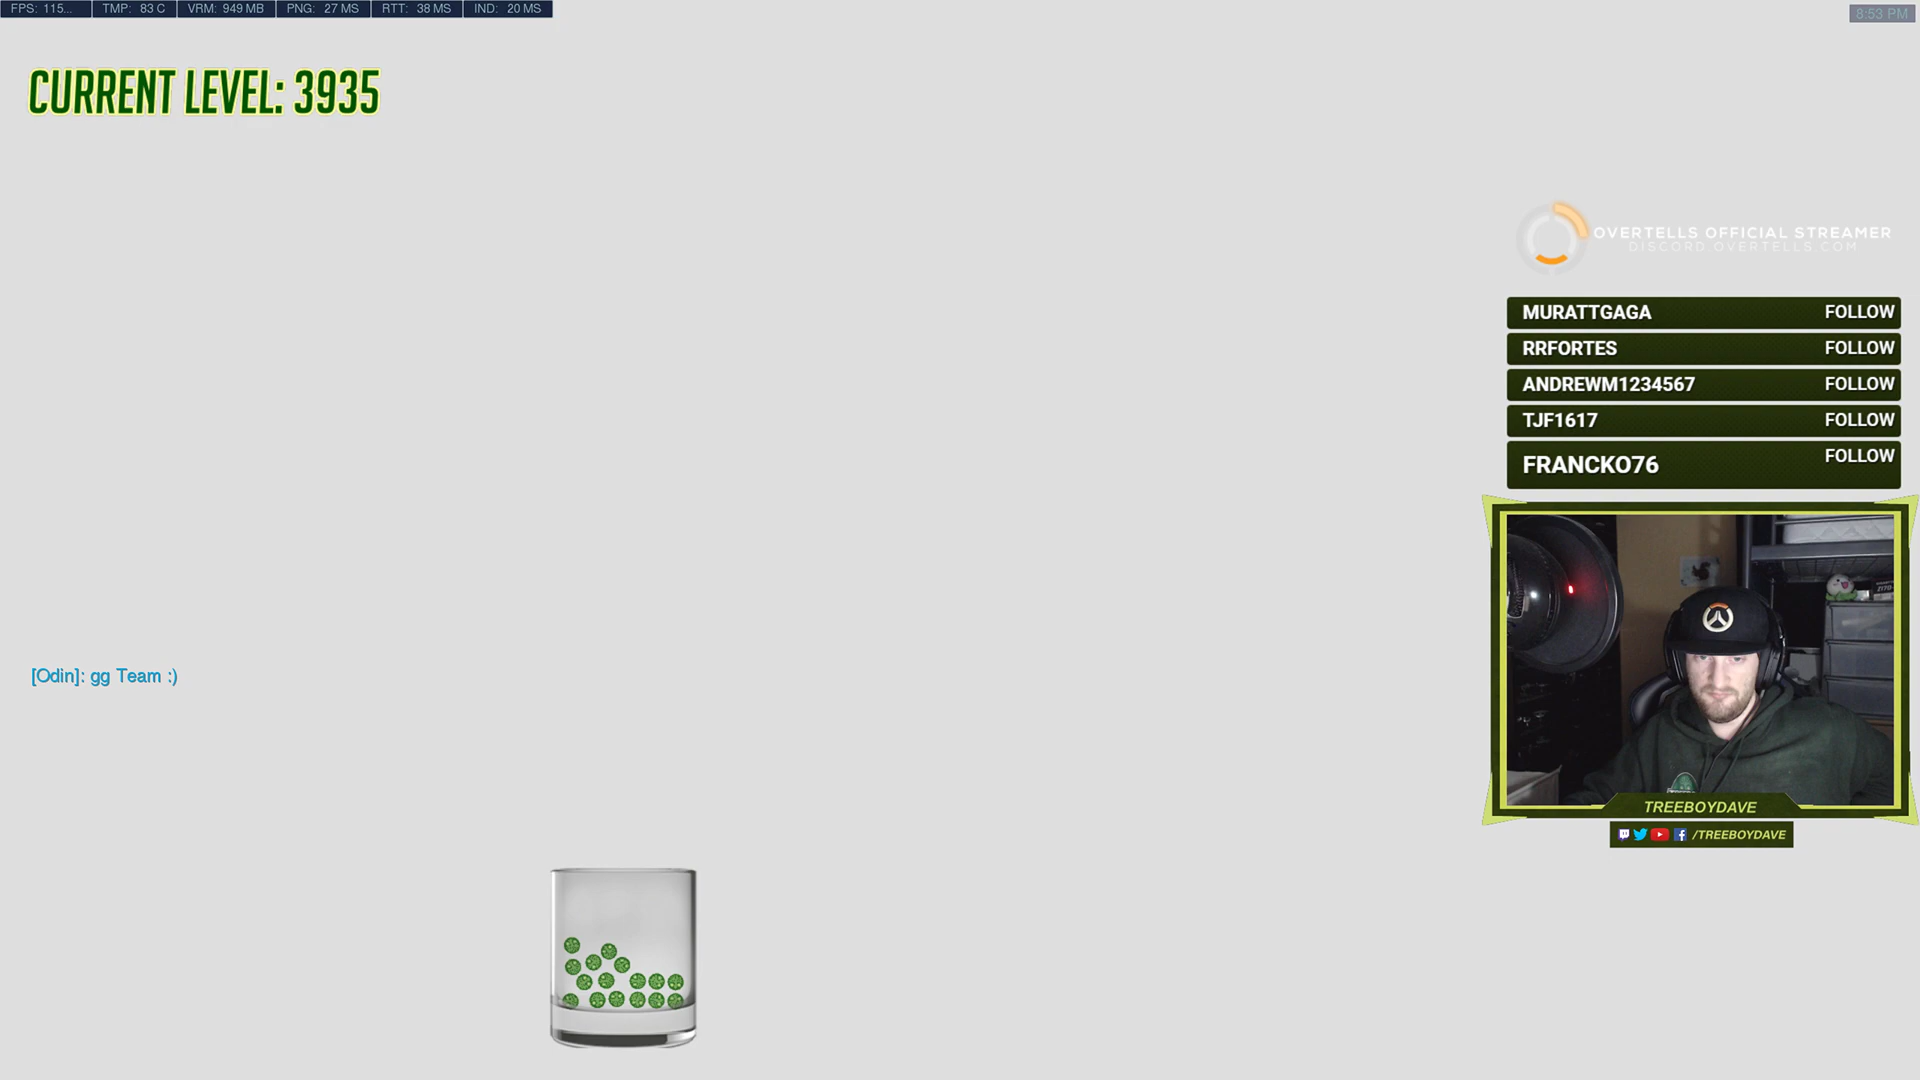 FPS: 115... TMP: 83 C VRM: 949 MB PNG: 27 MS RTT: 38 MS IND: 20 MS
8:53 PM
CURRENT LEVEL: 3935
OVERTELLS OFFICIAL STREAMER
DISCORD.OVERTELLS.COM
MURATTGAGA FOLLOW
RRFORTES FOLLOW
ANDREWM1234567 FOLLOW
TJF1617 FOLLOW
FRANCKO76 FOLLOW
[Odin]: gg Team :)
TREEBOYDAVE
/TREEBOYDAVE